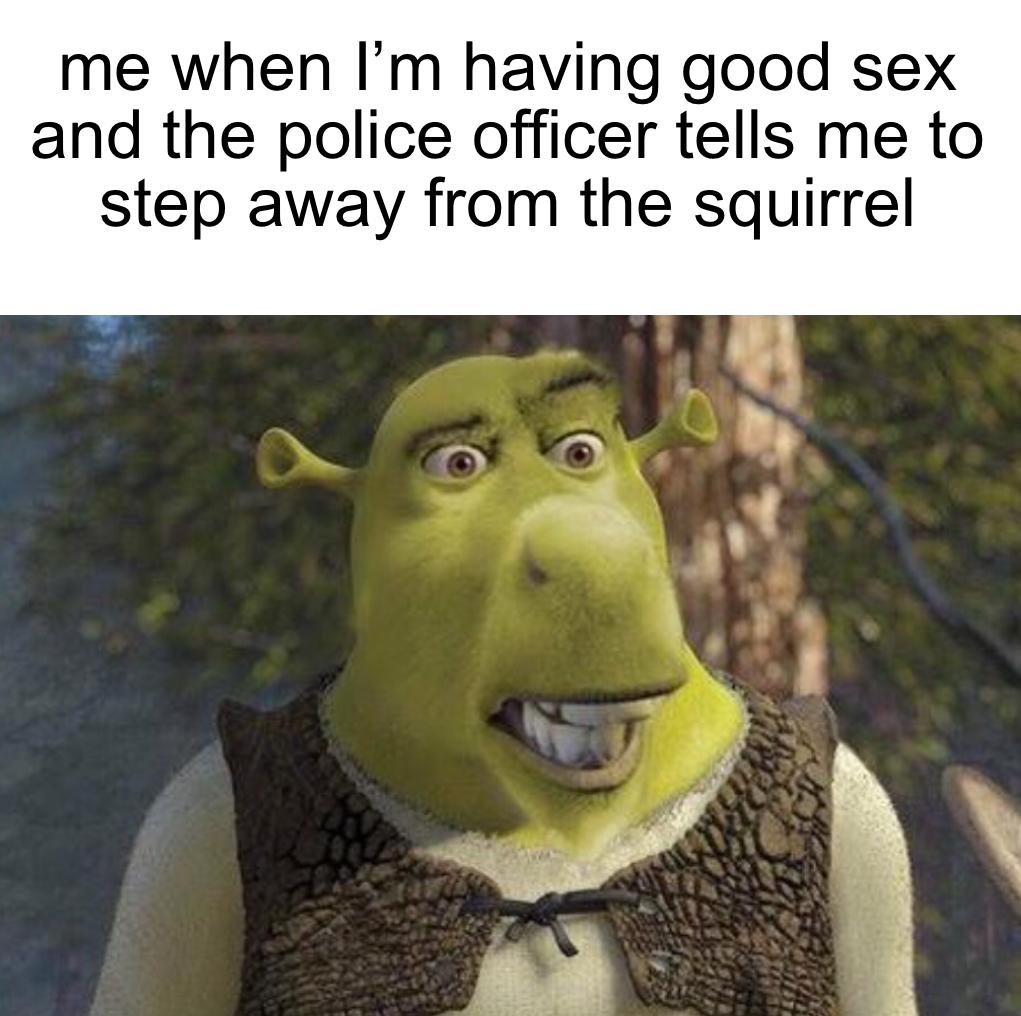 me when I’m having good sex
and the police officer tells me to
step away from the squirrel